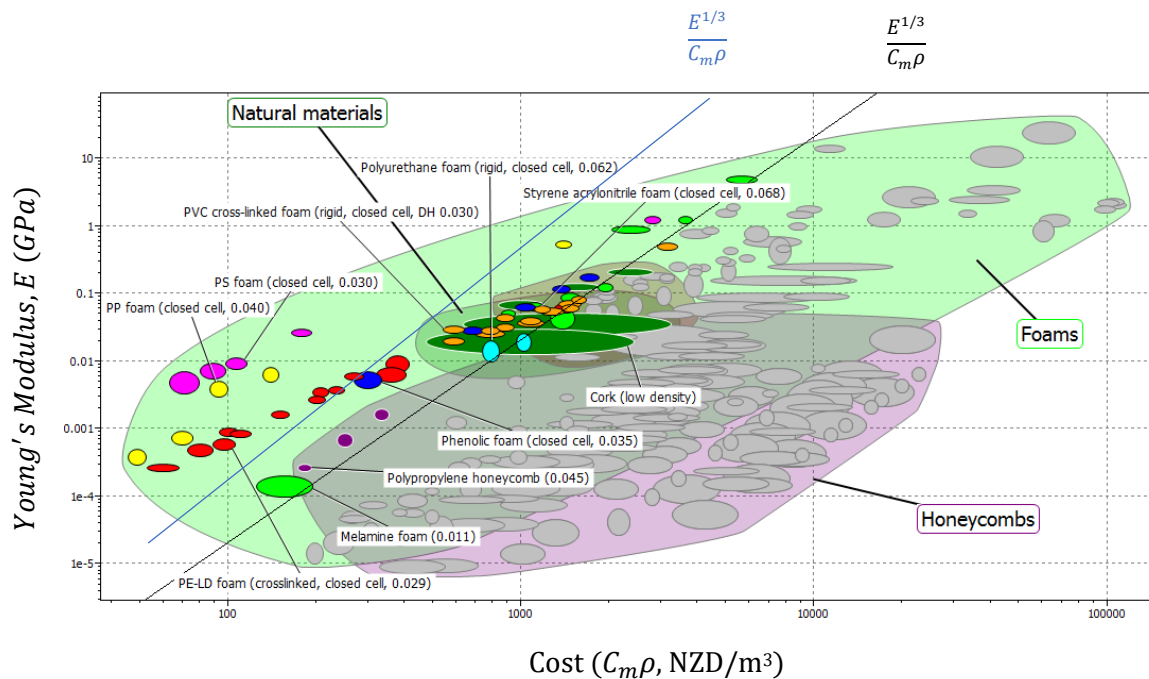 E^{1/3}
C_mρ
E^{1/3}
C_mρ
Natural materials
Polyurethane foam (rigid, closed cell, 0.062)
Styrene acrylonitrile foam (closed cell, 0.068)
PVC cross-linked foam (rigid, closed cell, DH 0.030)
PS foam (closed cell, 0.030)
PP foam (closed cell, 0.040)
Foams
Cork (low density)
Phenolic foam (closed cell, 0.035)
Polypropylene honeycomb (0.045)
Honeycombs
Melamine foam (0.011)
PE-LD foam (crosslinked, closed cell, 0.029)
Young's Modulus, E (GPa)
10
1
0.1
0.01
0.001
1e-4
1e-5
100
1000
10000
100000
Cost (C_mρ, NZD/m³)